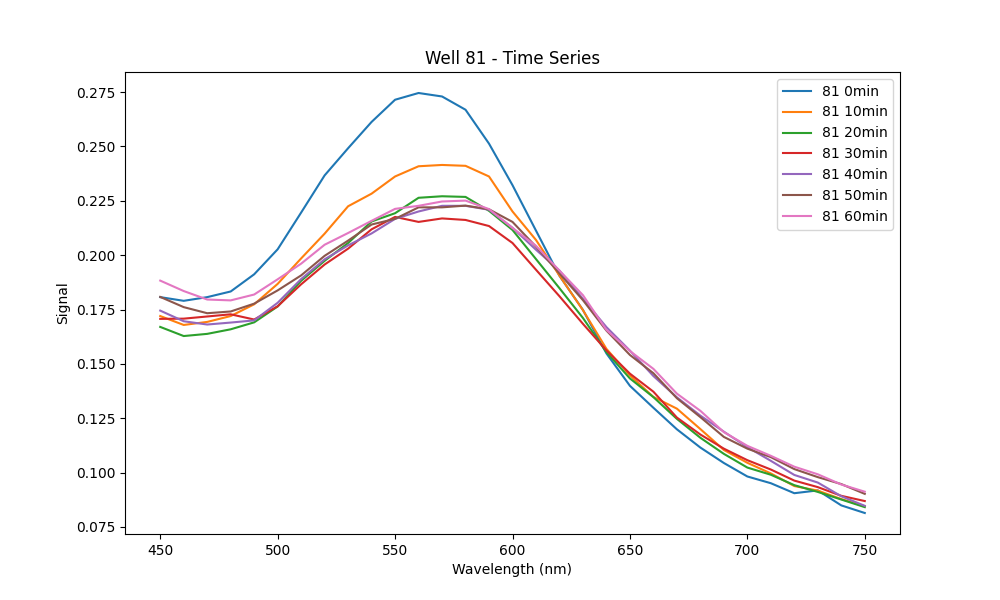 Well 81 - Time Series
81 0min
81 10min
81 20min
81 30min
81 40min
81 50min
81 60min
Signal
0.275
0.250
0.225
0.200
0.175
0.150
0.125
0.100
0.075
450 500 550 600 650 700 750
Wavelength (nm)